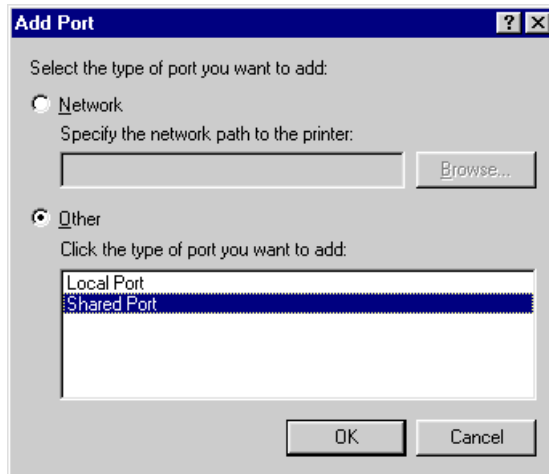 Add Port
Select the type of port you want to add:
Network
Specify the network path to the printer:
Browse...
Other
Click the type of port you want to add:
Local Port
Shared Port
OK
Cancel